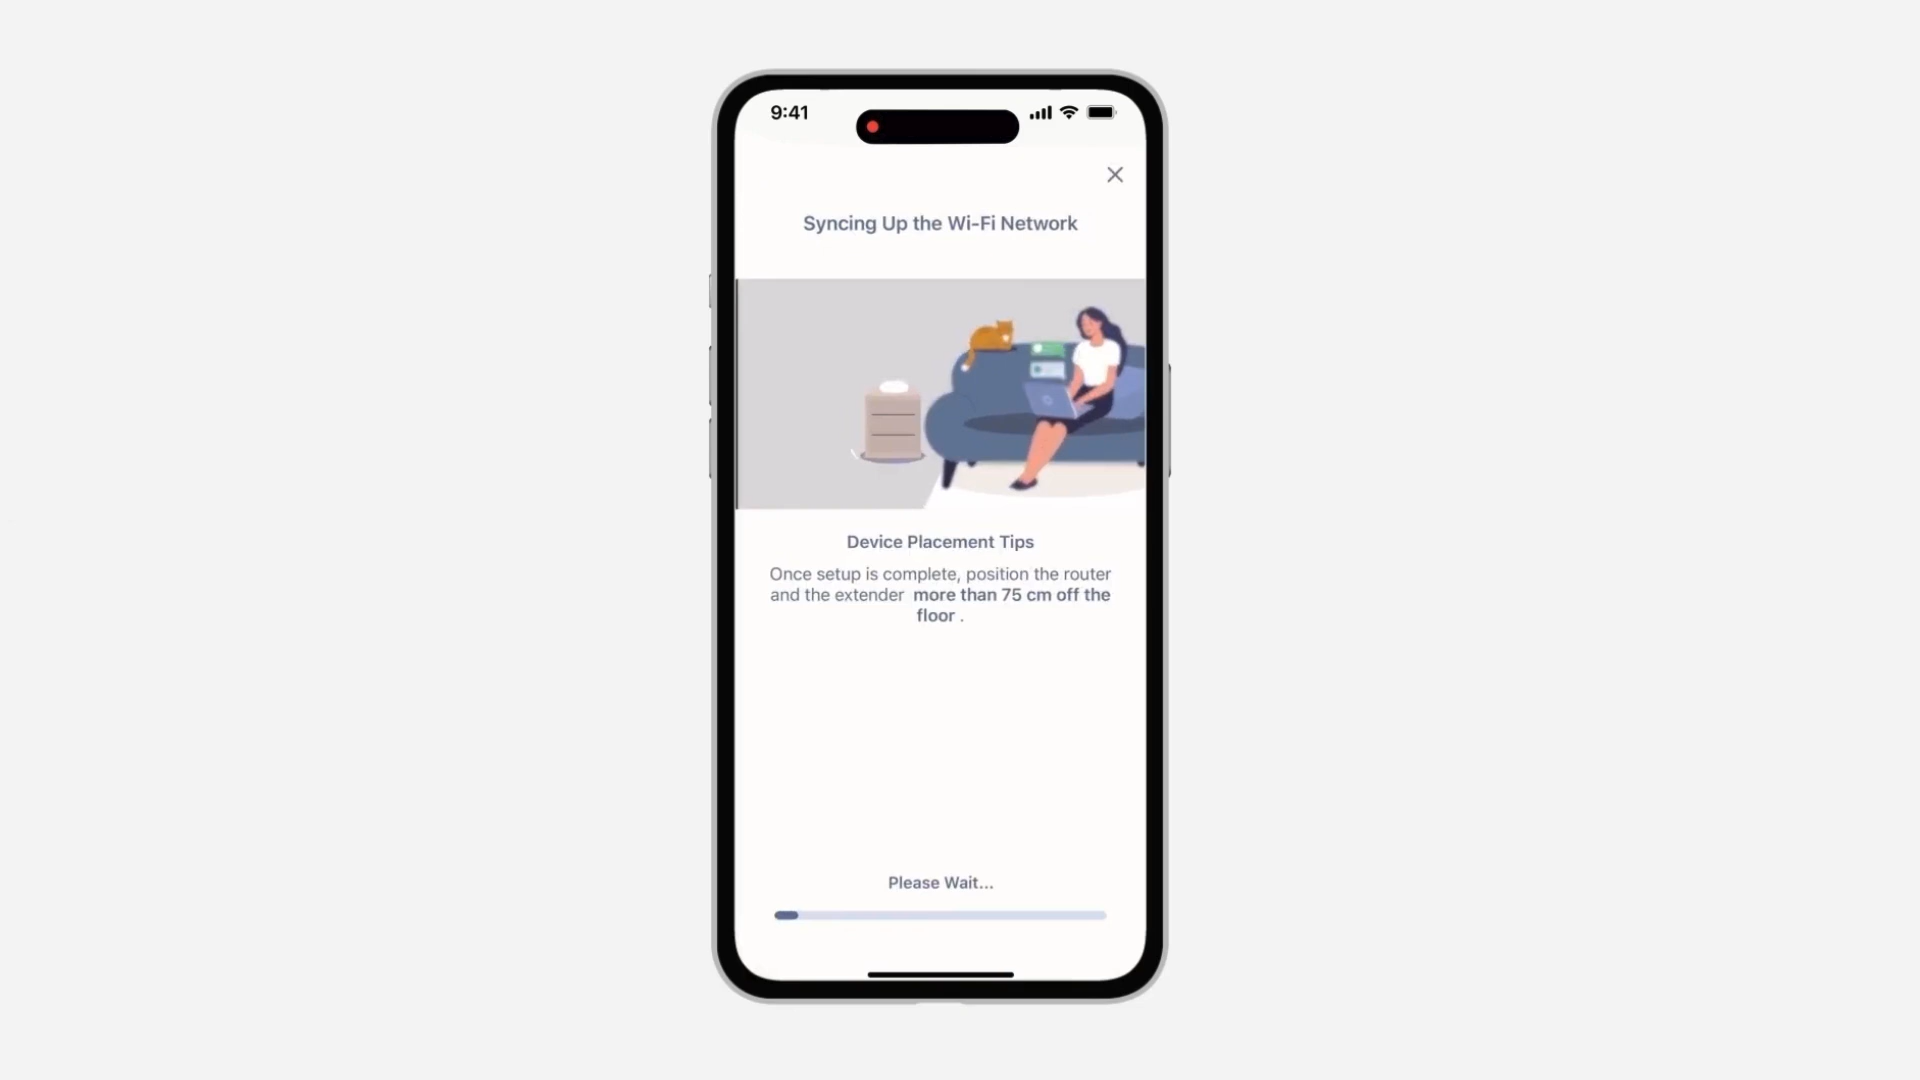 9:41
Syncing Up the Wi-Fi Network
Device Placement Tips
Once setup is complete, position the router
and the extender more than 75 cm off the
floor .
Please Wait...